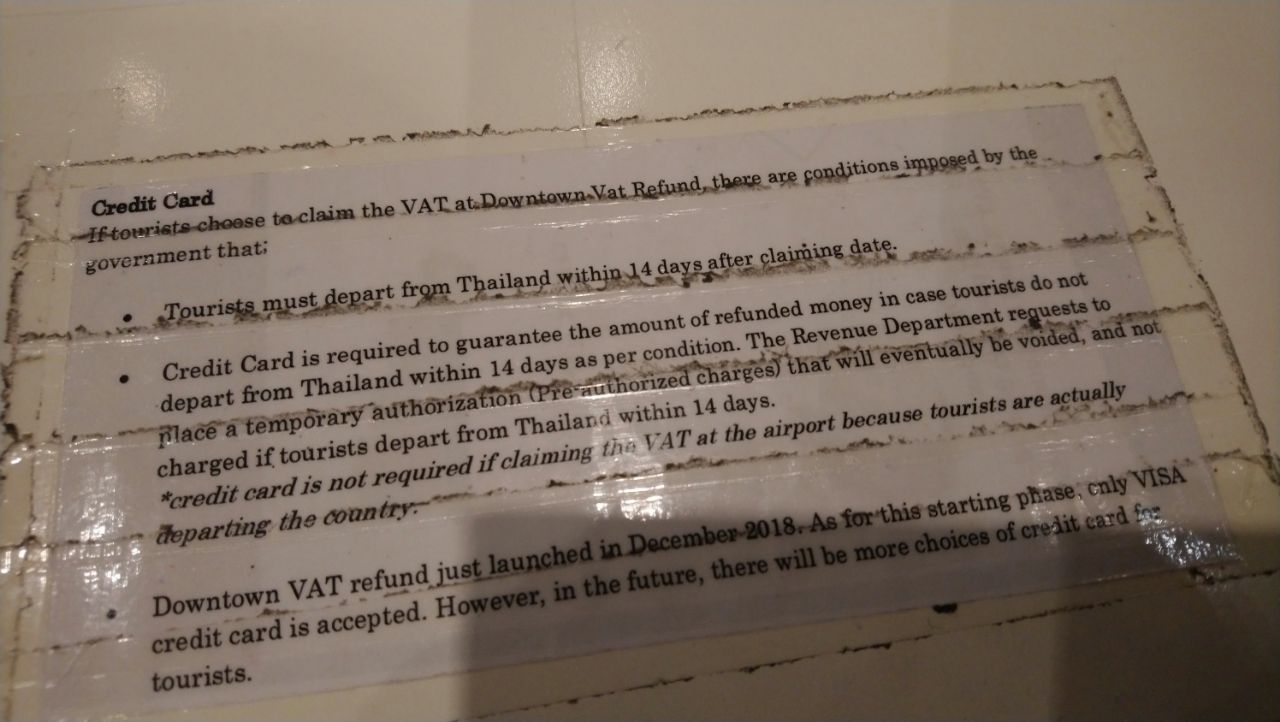 Credit Card
If tourists choose to claim the VAT at Downtown Vat Refund, there are conditions imposed by the
government that;
• Tourists must depart from Thailand within 14 days after claiming date.
• Credit Card is required to guarantee the amount of refunded money in case tourists do not
depart from Thailand within 14 days as per condition. The Revenue Department requests to
place a temporary authorization (Pre-authorized charges) that will eventually be voided, and not
charged if tourists depart from Thailand within 14 days.
*credit card is not required if claiming the VAT at the airport because tourists are actually
departing the country.
• Downtown VAT refund just launched in December 2018. As for this starting phase, only VISA
credit card is accepted. However, in the future, there will be more choices of credit card for
tourists.